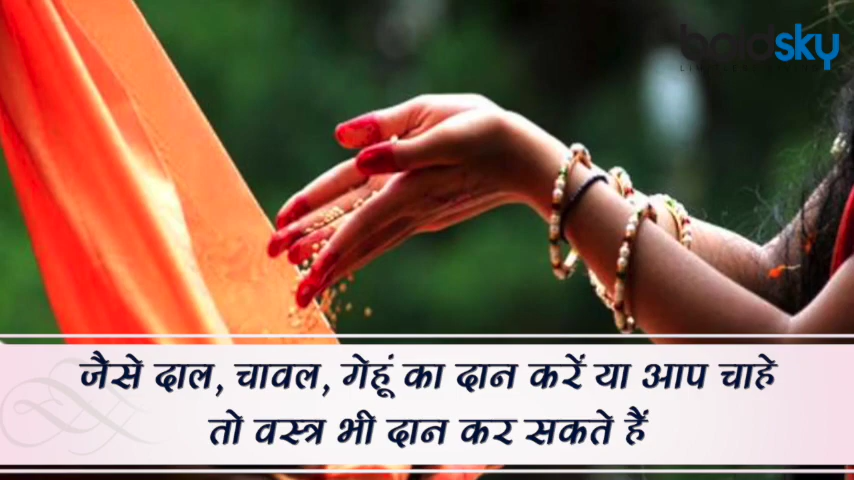 boldsky
जैसे दाल, चावल, गेहूं का दान करें या आप चाहे
तो वस्त्र भी दान कर सकते हैं